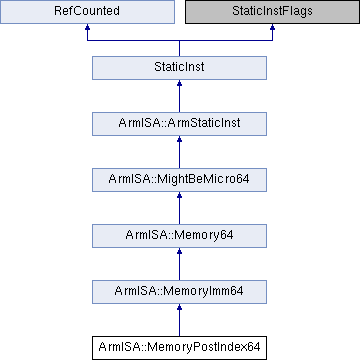 RefCounted
StaticInstFlags
StaticInst
ArmISA::ArmStaticInst
ArmISA::MightBeMicro64
ArmISA::Memory64
ArmISA::MemoryImm64
ArmISA::MemoryPostIndex64